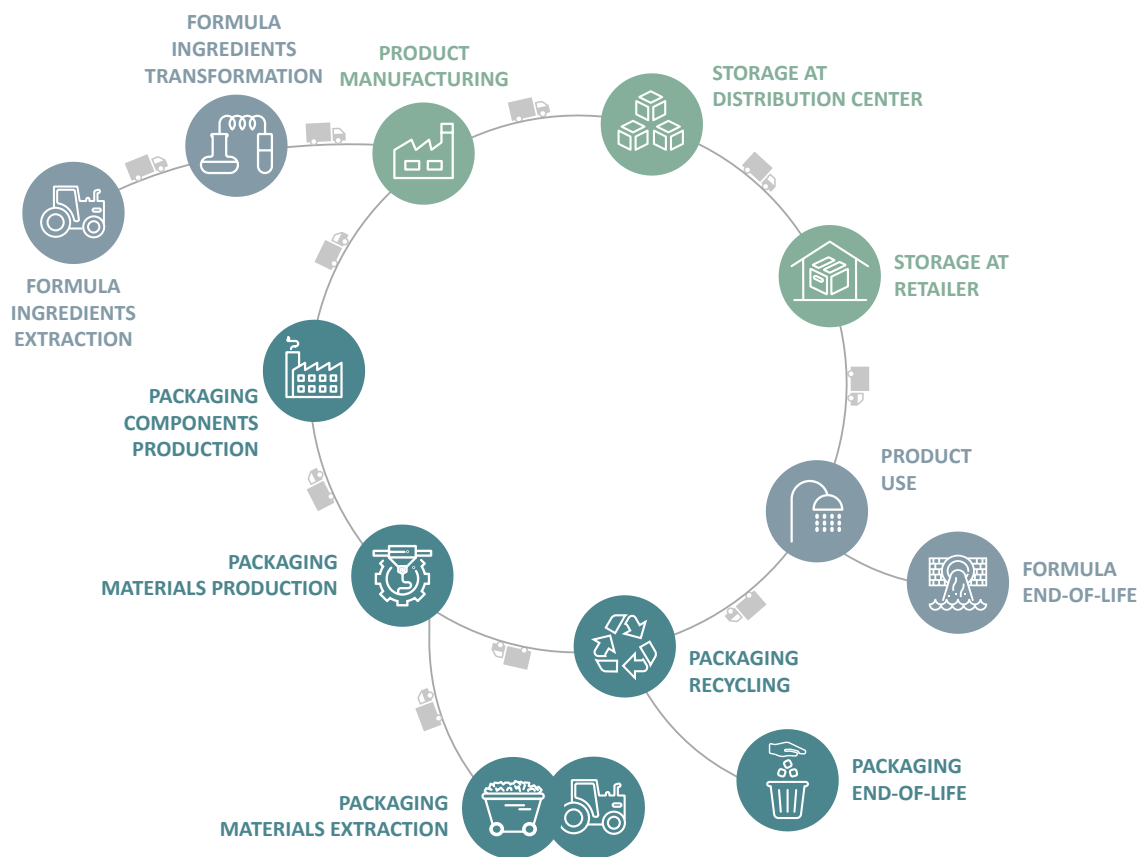 FORMULA
INGREDIENTS
TRANSFORMATION
PRODUCT
MANUFACTURING
STORAGE AT
DISTRIBUTION CENTER
STORAGE AT
RETAILER
FORMULA
INGREDIENTS
EXTRACTION
PACKAGING
COMPONENTS
PRODUCTION
PRODUCT
USE
PACKAGING
MATERIALS PRODUCTION
FORMULA
END-OF-LIFE
PACKAGING
RECYCLING
PACKAGING
END-OF-LIFE
PACKAGING
MATERIALS EXTRACTION